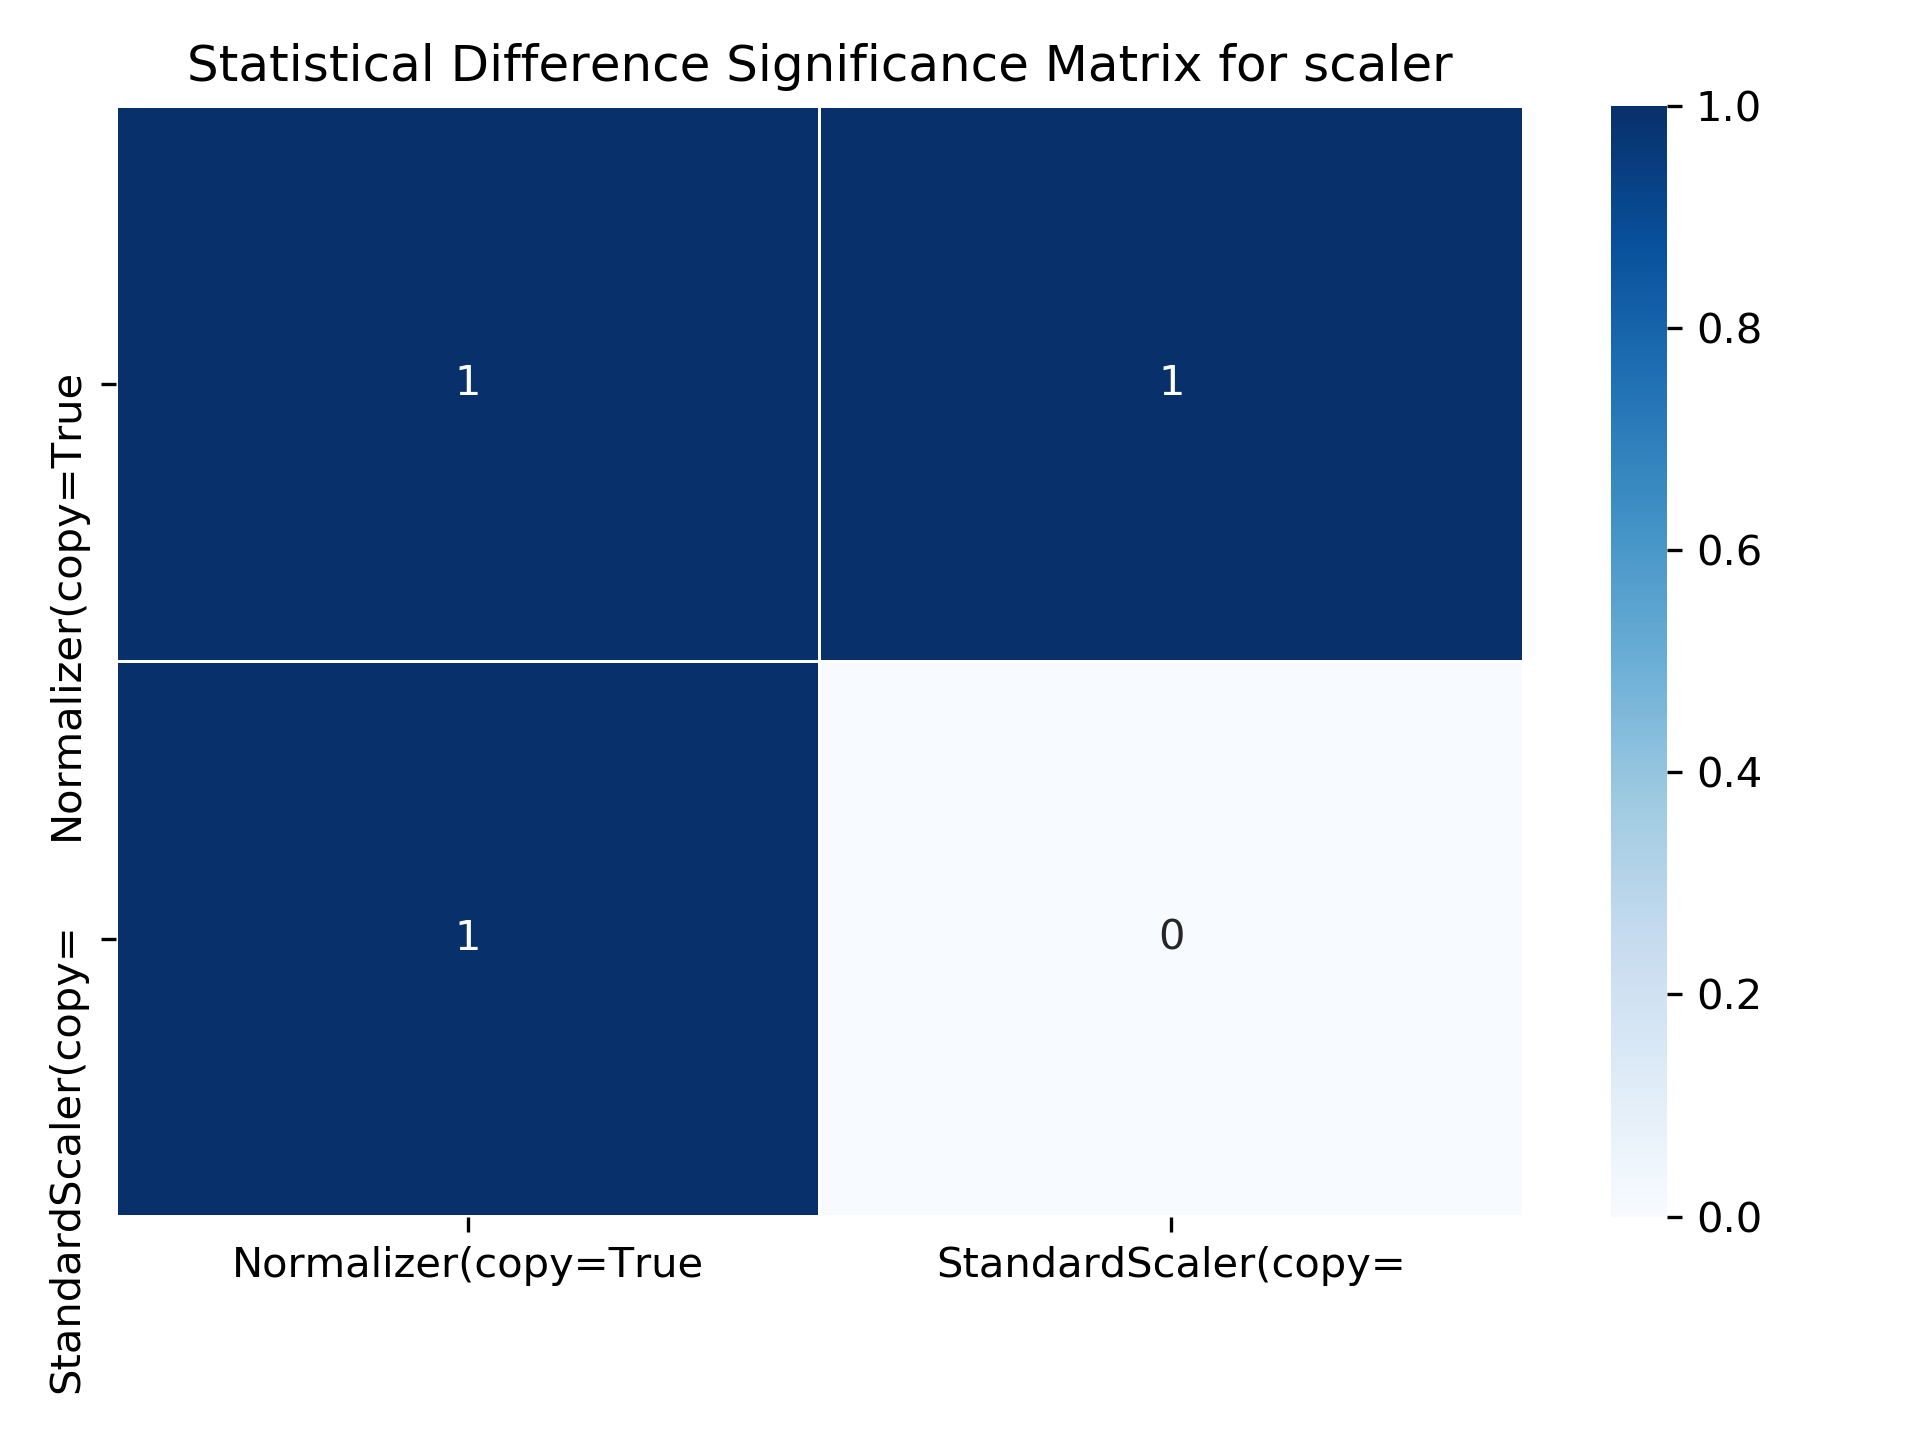 Statistical Difference Significance Matrix for scaler
Normalizer(copy=True
StandardScaler(copy=
1
1
1
0
Normalizer(copy=True
StandardScaler(copy=
1.0
0.8
0.6
0.4
0.2
0.0